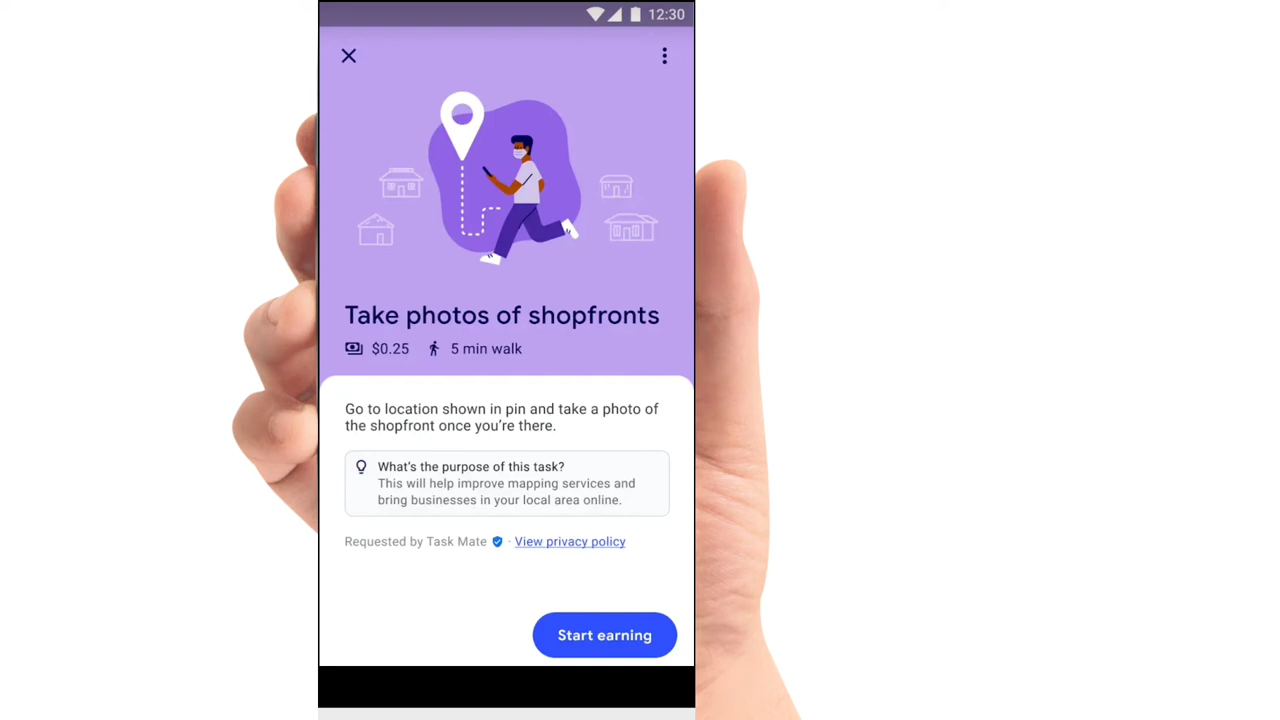 12:30
Take photos of shopfronts
$0.25 5 min walk
Go to location shown in pin and take a photo of
the shopfront once you’re there.
What's the purpose of this task?
This will help improve mapping services and
bring businesses in your local area online.
Requested by Task Mate · View privacy policy
Start earning